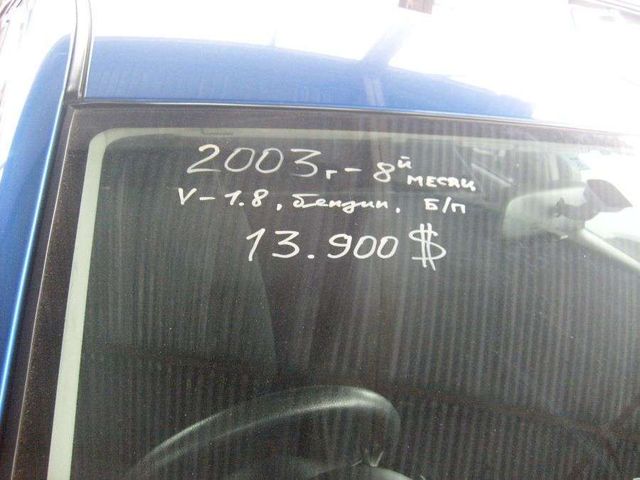 2003г - 8й месяц
V-1.8, бензин, Б/П
13.900$